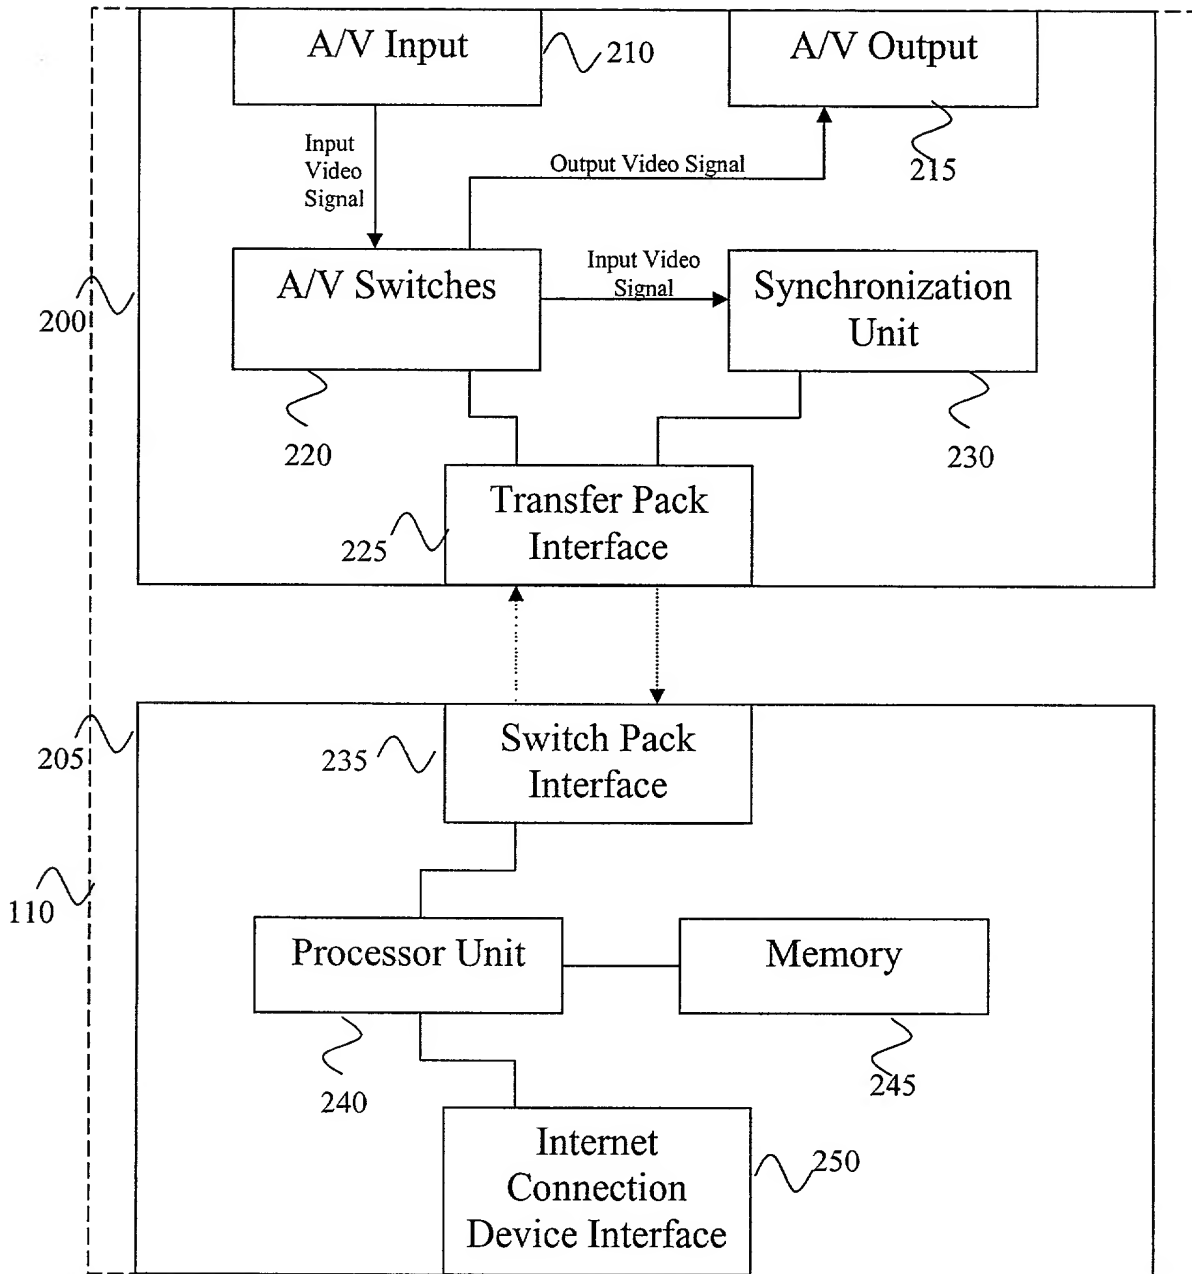 A/V Input
210
A/V Output
215
Input
Video
Signal
Output Video Signal
200
A/V Switches
Input Video
Signal
Synchronization
Unit
220
230
Transfer Pack
Interface
225
205
Switch Pack
Interface
235
110
Processor Unit
Memory
240
245
Internet
Connection
Device Interface
250